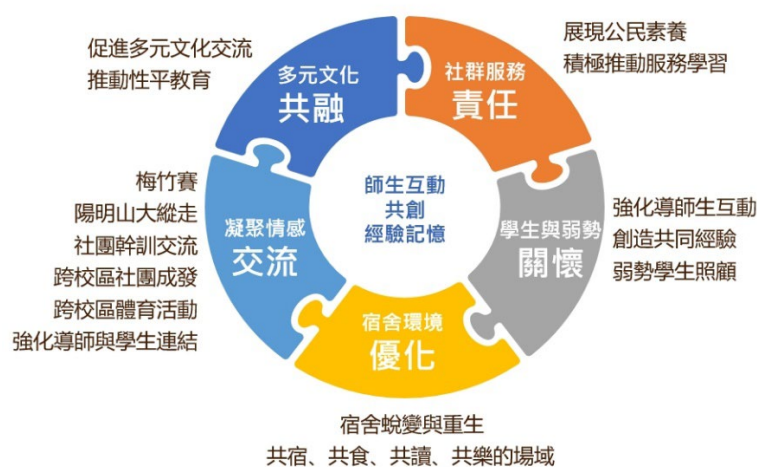 促進多元文化交流
推動性平教育
多元文化
共融
社群服務
責任
展現公民素養
積極推動服務學習
梅竹賽
陽明山大縱走
社團幹訓交流
跨校區社團成發
跨校區體育活動
強化導師與學生連結
凝聚情感
交流
師生互動
共創
經驗記憶
學生與弱勢
關懷
強化導師生互動
創造共同經驗
弱勢學生照顧
宿舍環境
優化
宿舍蛻變與重生
共宿、共食、共讀、共樂的場域